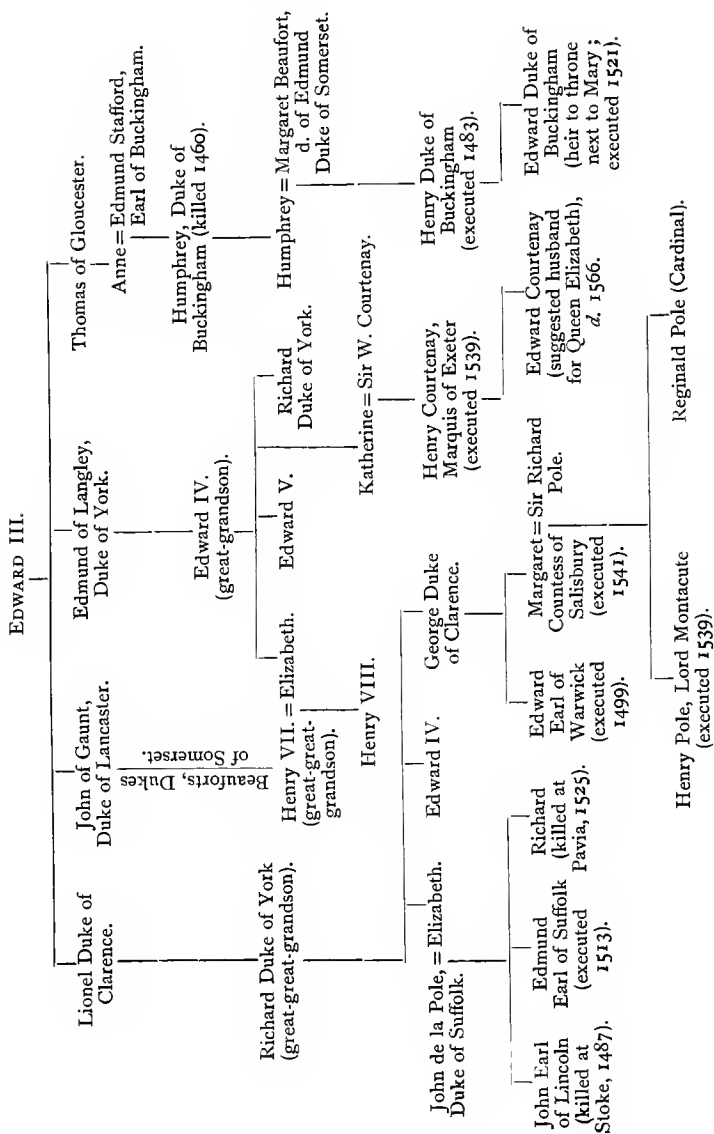 EDWARD III.
Lionel Duke of
Clarence.
John of Gaunt,
Duke of Lancaster.
Edmund of Langley,
Duke of York.
Thomas of Gloucester.
Anne = Edmund Stafford,
Earl of Buckingham.
Humphrey, Duke of
Buckingham (killed 1460).
Beauforts, Dukes
of Somerset.
Edward IV.
(great-grandson).
Richard Duke of York
(great-great-grandson).
Henry VII. = Elizabeth.
(great-great-
grandson).
Edward V.
Richard
Duke of York.
Humphrey = Margaret Beaufort,
d. of Edmund
Duke of Somerset.
Henry VIII.
Katherine = Sir W. Courtenay.
John de la Pole, = Elizabeth.
Duke of Suffolk.
Edward IV.
George Duke
of Clarence.
Henry Courtenay,
Marquis of Exeter
(executed 1539).
Henry Duke of
Buckingham
(executed 1483).
John Earl
of Lincoln
(killed at
Stoke, 1487).
Edmund
Earl of Suffolk
(executed
1513).
Richard
(killed at
Pavia, 1525).
Edward
Earl of
Warwick
(executed
1499).
Margaret = Sir Richard
Countess of Pole.
Salisbury
(executed
1541).
Edward Courtenay
(suggested husband
for Queen Elizabeth),
d. 1566.
Edward Duke of
Buckingham
(heir to throne
next to Mary;
executed 1521).
Henry Pole, Lord Montacute
(executed 1539).
Reginald Pole (Cardinal).